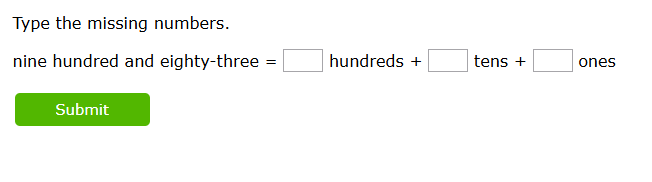 Type the missing numbers.
nine hundred and eighty-three = hundreds + tens + ones
Submit